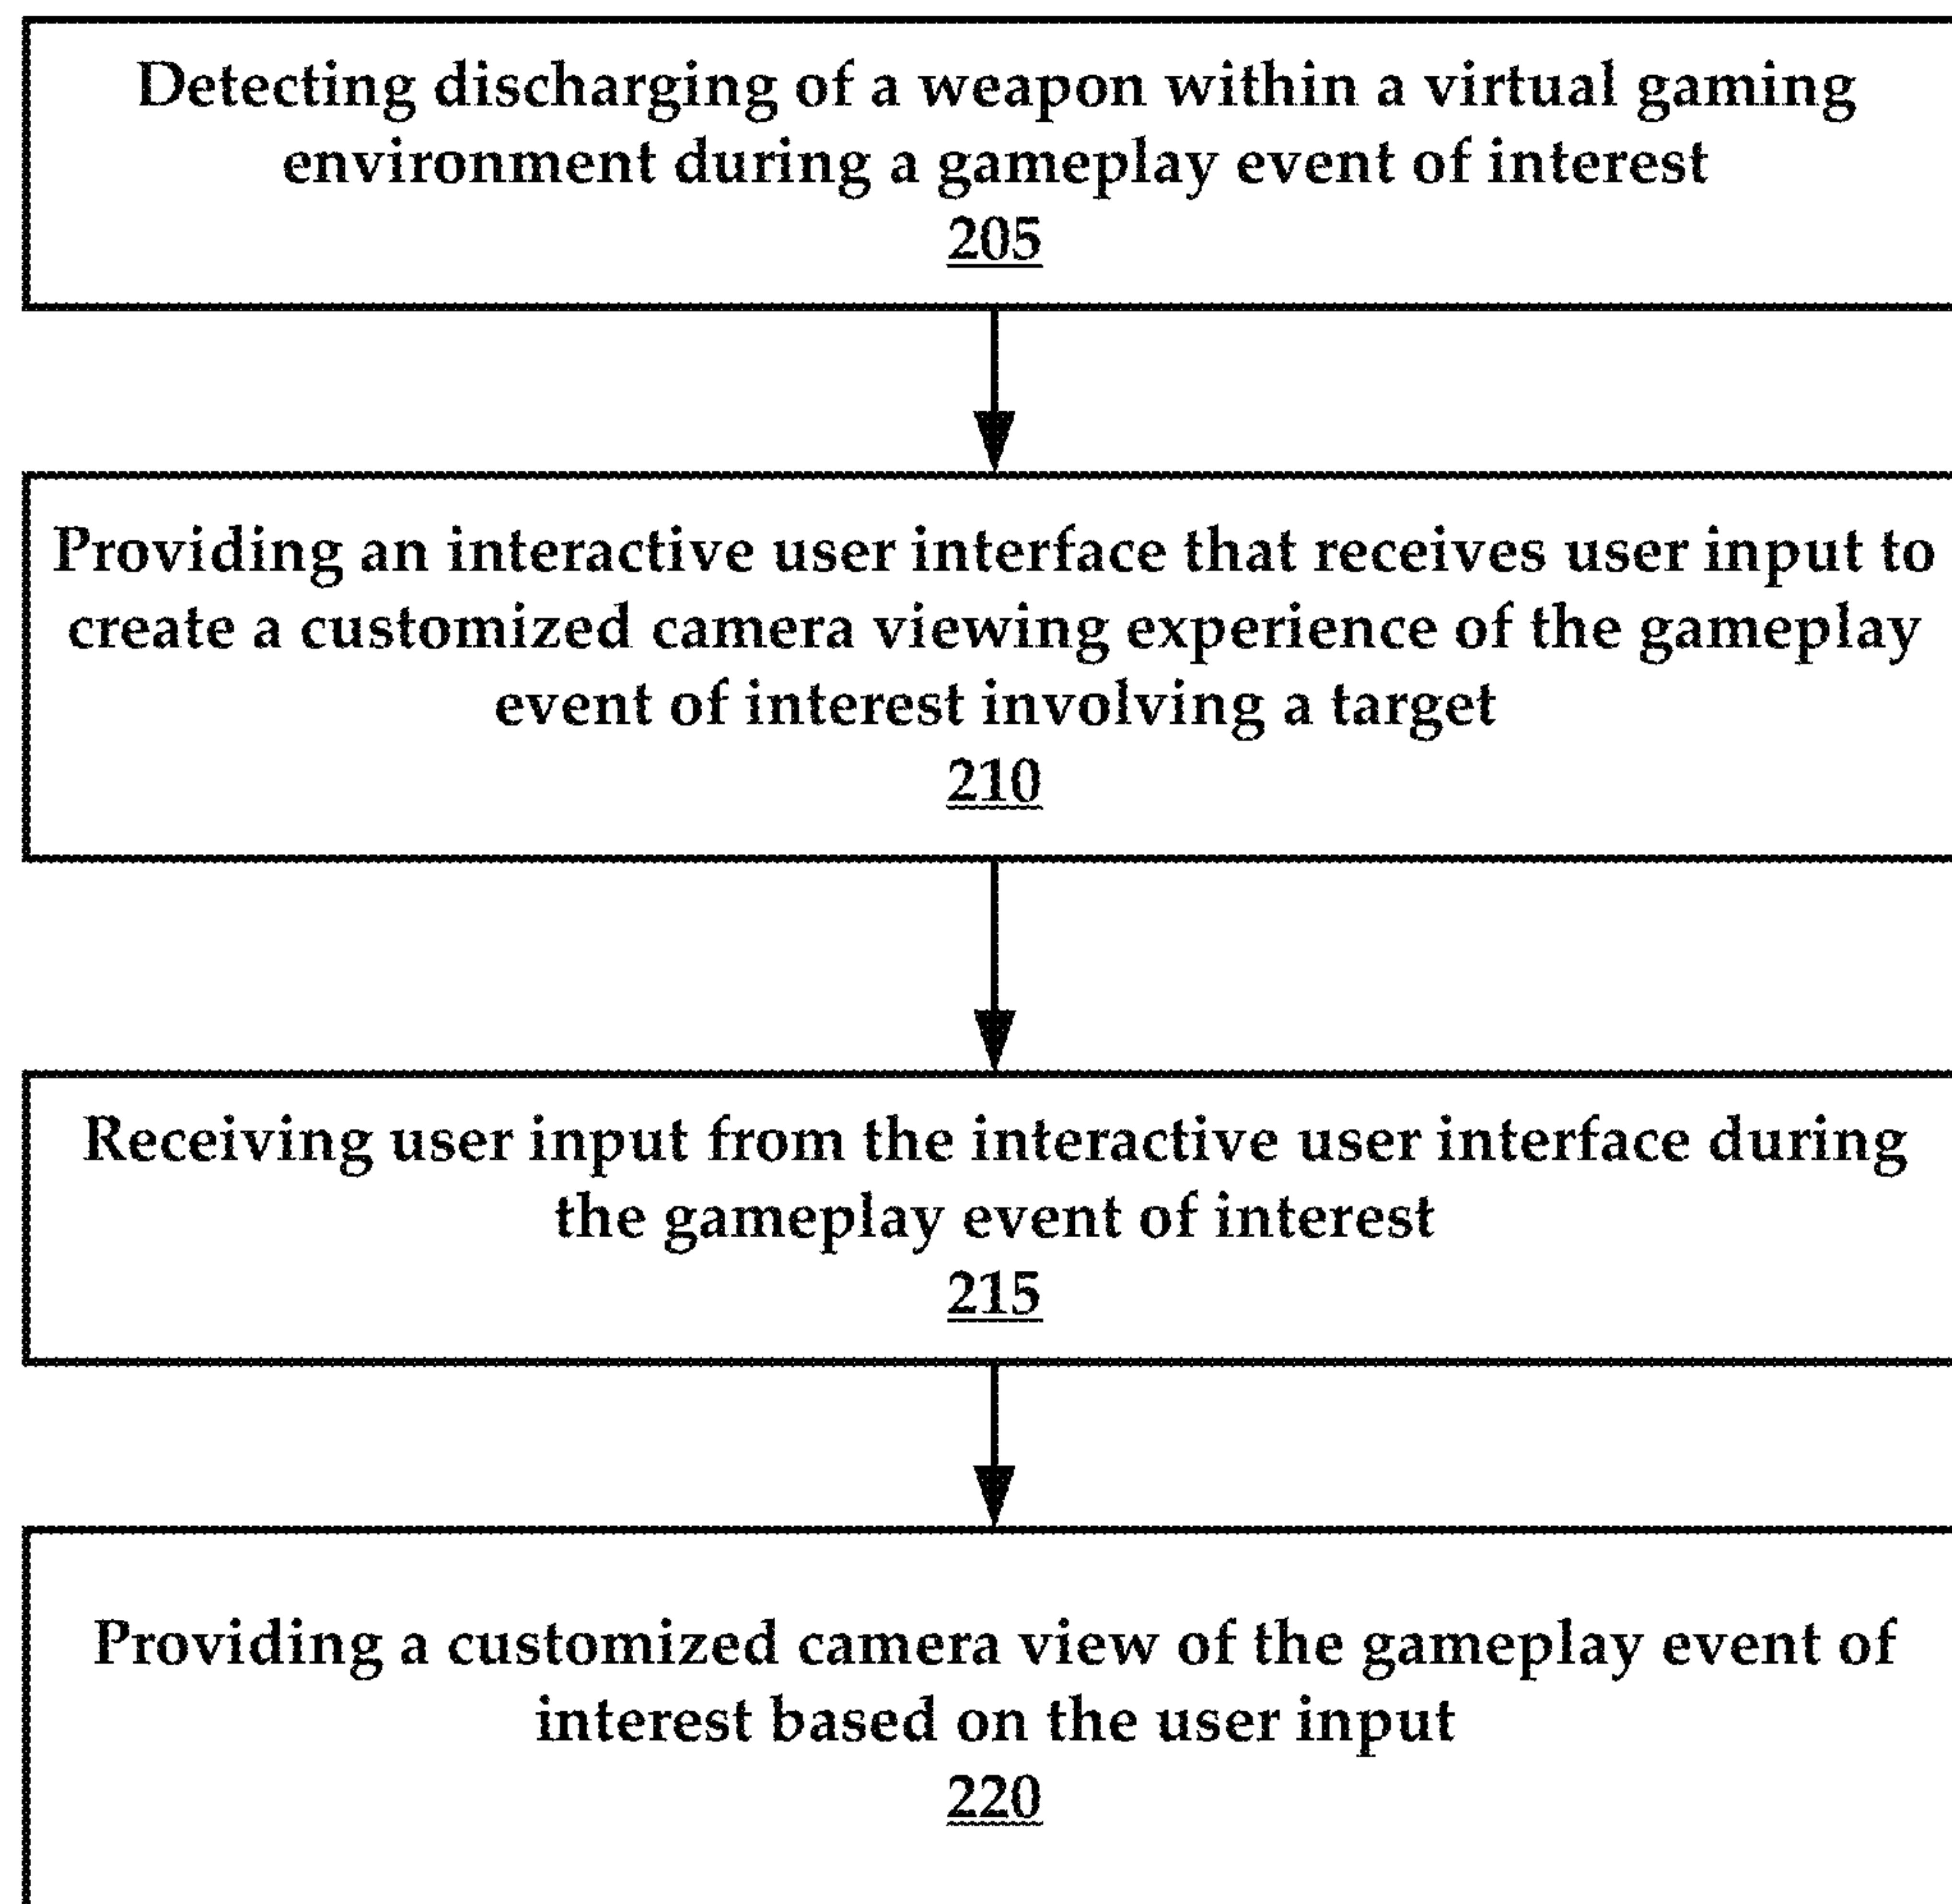 Detecting discharging of a weapon within a virtual gaming
environment during a gameplay event of interest
205
Providing an interactive user interface that receives user input to
create a customized camera viewing experience of the gameplay
event of interest involving a target
210
Receiving user input from the interactive user interface during
the gameplay event of interest
215
Providing a customized camera view of the gameplay event of
interest based on the user input
220